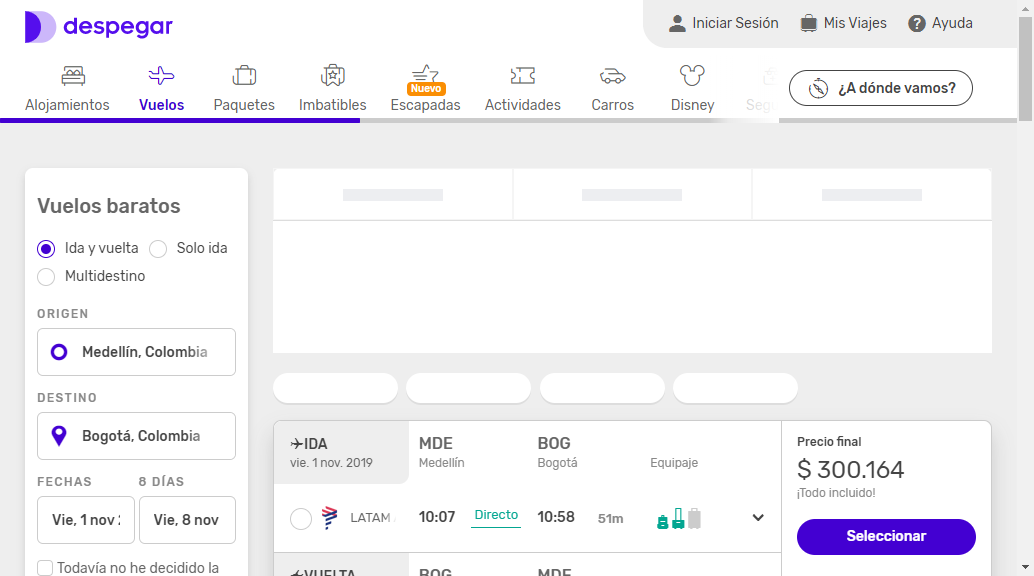 despegar
Iniciar Sesión
Mis Viajes
Ayuda
Alojamientos
Vuelos
Paquetes
Imbatibles
Nuevo
Escapadas
Actividades
Carros
Disney
Seg
¿A dónde vamos?
Vuelos baratos
Ida y vuelta
Solo ida
Multidestino
ORIGEN
Medellín, Colombia
DESTINO
Bogotá, Colombia
FECHAS
8 DÍAS
Vie, 1 nov
Vie, 8 nov
Todavía no he decidido la
IDA
vie. 1 nov. 2019
MDE
Medellín
BOG
Bogotá
Equipaje
LATAM
10:07
Directo
10:58
51m
VUELTA
BOG
MDE
Precio final
$ 300.164
¡Todo incluido!
Seleccionar